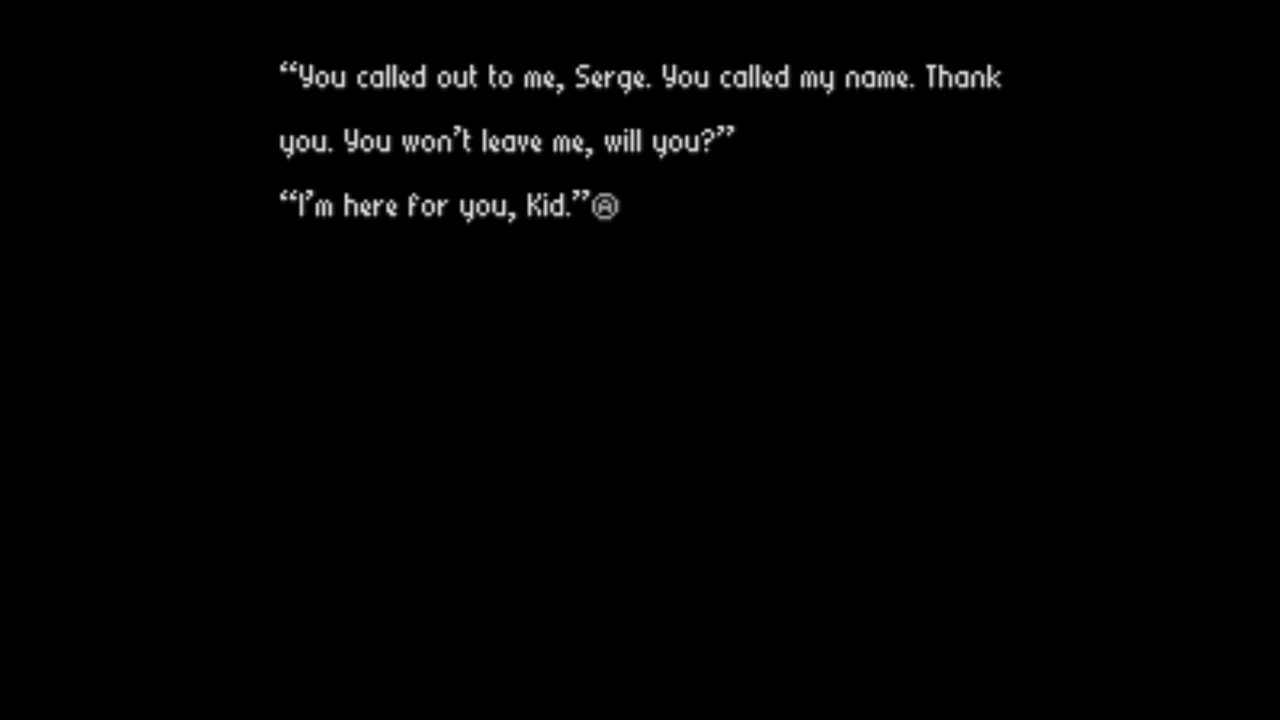 “You called out to me, Serge. You called my name. Thank
you. You won’t leave me, will you?”
“I’m here for you, Kid.”Ⓐ